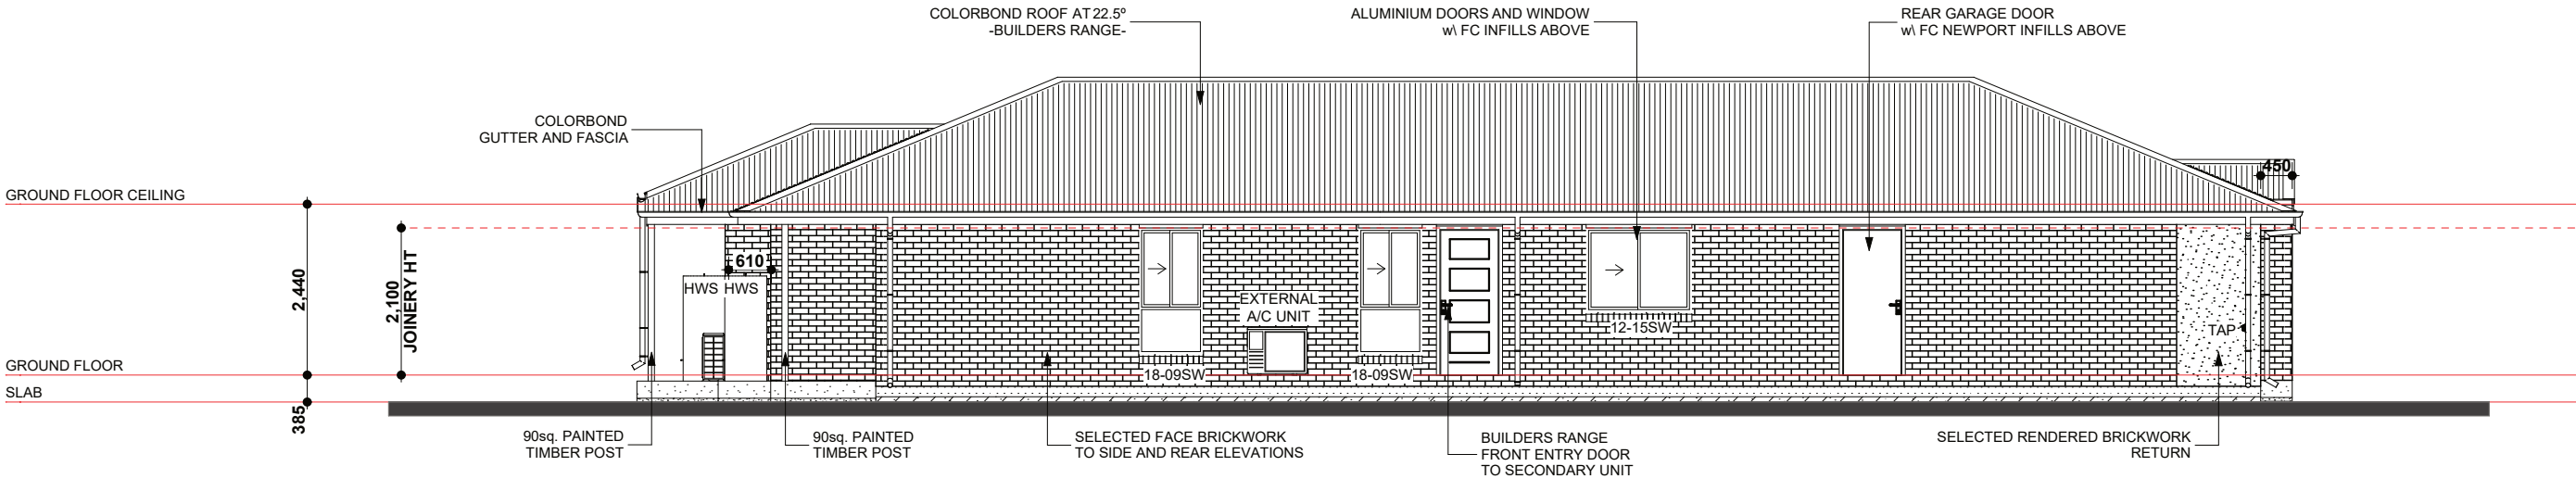 COLORBOND ROOF AT 22.5º
-BUILDERS RANGE-
ALUMINIUM DOORS AND WINDOW
w\ FC INFILLS ABOVE
REAR GARAGE DOOR
w\ FC NEWPORT INFILLS ABOVE
COLORBOND
GUTTER AND FASCIA
450
GROUND FLOOR CEILING
2,440
2,100
JOINERY HT
610
HWS HWS
EXTERNAL
A/C UNIT
12-15SW
TAP
GROUND FLOOR
18-09SW
18-09SW
SLAB
385
90sq. PAINTED
TIMBER POST
90sq. PAINTED
TIMBER POST
SELECTED FACE BRICKWORK
TO SIDE AND REAR ELEVATIONS
BUILDERS RANGE
FRONT ENTRY DOOR
TO SECONDARY UNIT
SELECTED RENDERED BRICKWORK
RETURN